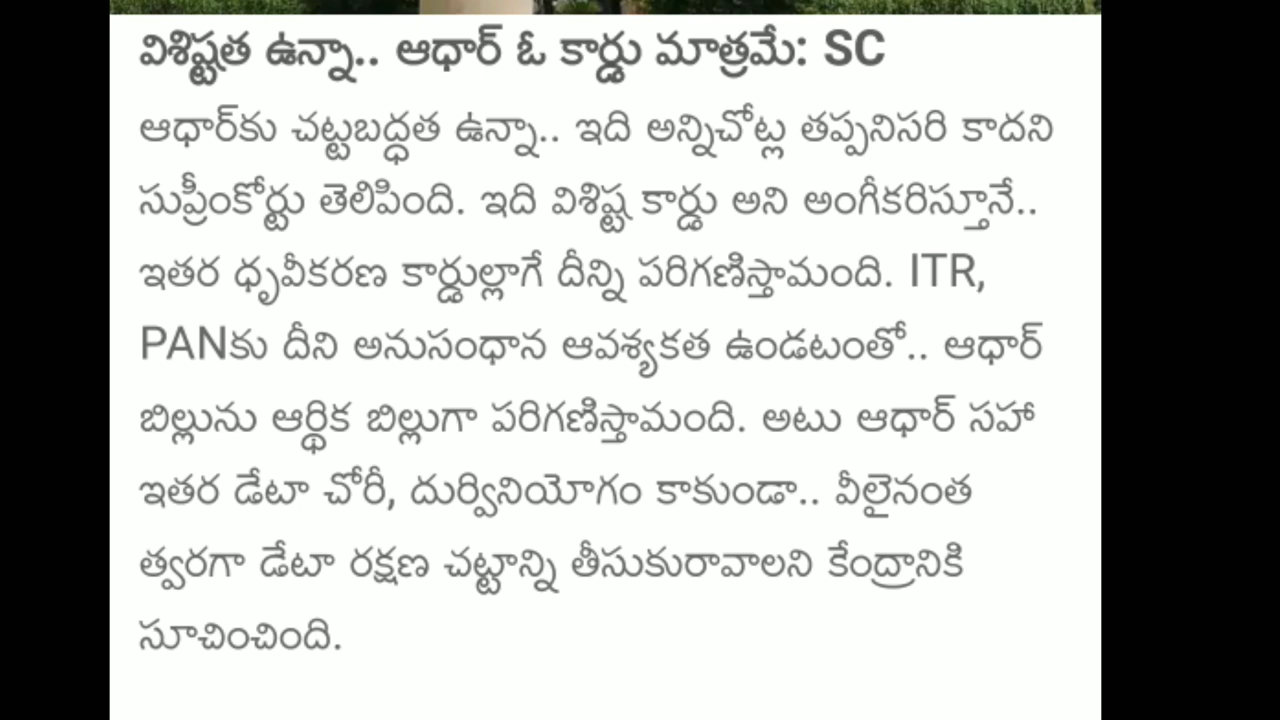 విశిష్టత ఉన్నా.. ఆధార్ ఓ కార్డు మాత్రమే: SC
ఆధార్‌కు చట్టబద్ధత ఉన్నా.. ఇది అన్నిచోట్ల తప్పనిసరి కాదని
సుప్రీంకోర్టు తెలిపింది. ఇది విశిష్ట కార్డు అని అంగీకరిస్తూనే..
ఇతర ధృవీకరణ కార్డుల్లాగే దీన్ని పరిగణిస్తామంది. ITR,
PANకు దీని అనుసంధాన ఆవశ్యకత ఉండటంతో.. ఆధార్
బిల్లును ఆర్థిక బిల్లుగా పరిగణిస్తామంది. అటు ఆధార్ సహా
ఇతర డేటా చోరీ, దుర్వినియోగం కాకుండా.. వీలైనంత
త్వరగా డేటా రక్షణ చట్టాన్ని తీసుకురావాలని కేంద్రానికి
సూచించింది.